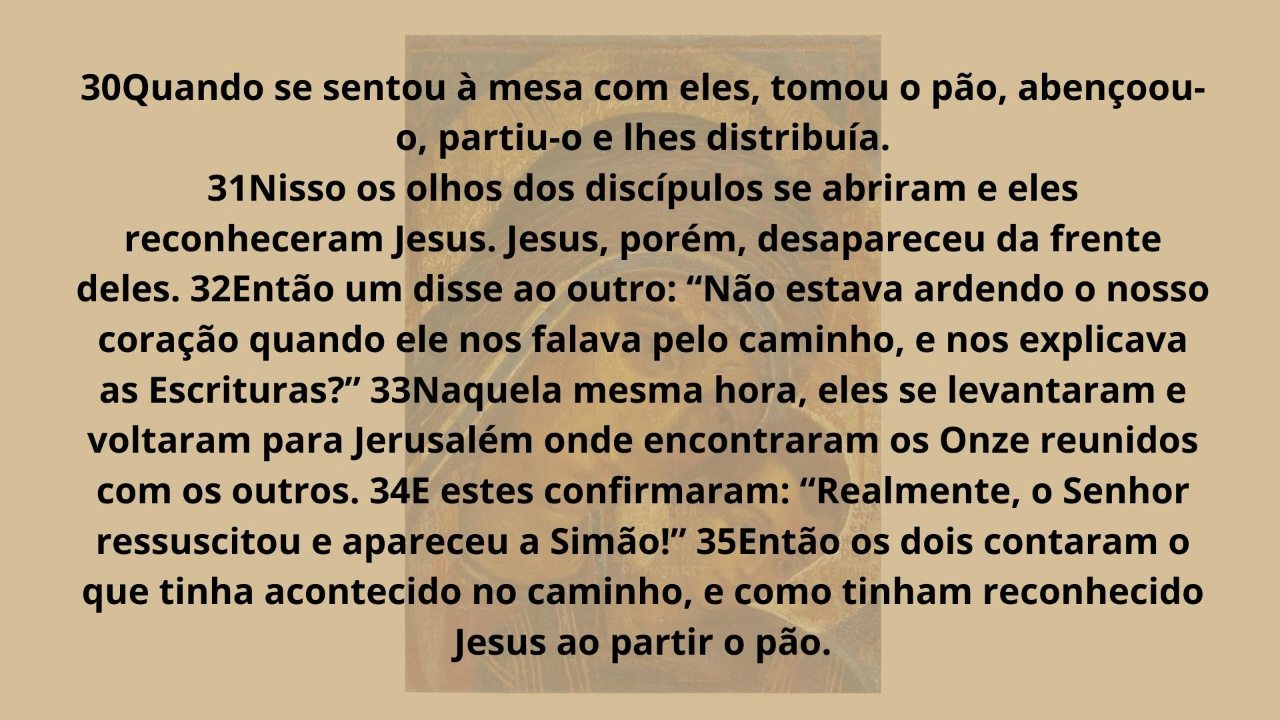 30Quando se sentou à mesa com eles, tomou o pão, abençoou-
o, partiu-o e lhes distribuía.
31Nisso os olhos dos discípulos se abriram e eles
reconheceram Jesus. Jesus, porém, desapareceu da frente
deles. 32Então um disse ao outro: “Não estava ardendo o nosso
coração quando ele nos falava pelo caminho, e nos explicava
as Escrituras?” 33Naquela mesma hora, eles se levantaram e
voltaram para Jerusalém onde encontraram os Onze reunidos
com os outros. 34E estes confirmaram: “Realmente, o Senhor
ressuscitou e apareceu a Simão!” 35Então os dois contaram o
que tinha acontecido no caminho, e como tinham reconhecido
Jesus ao partir o pão.